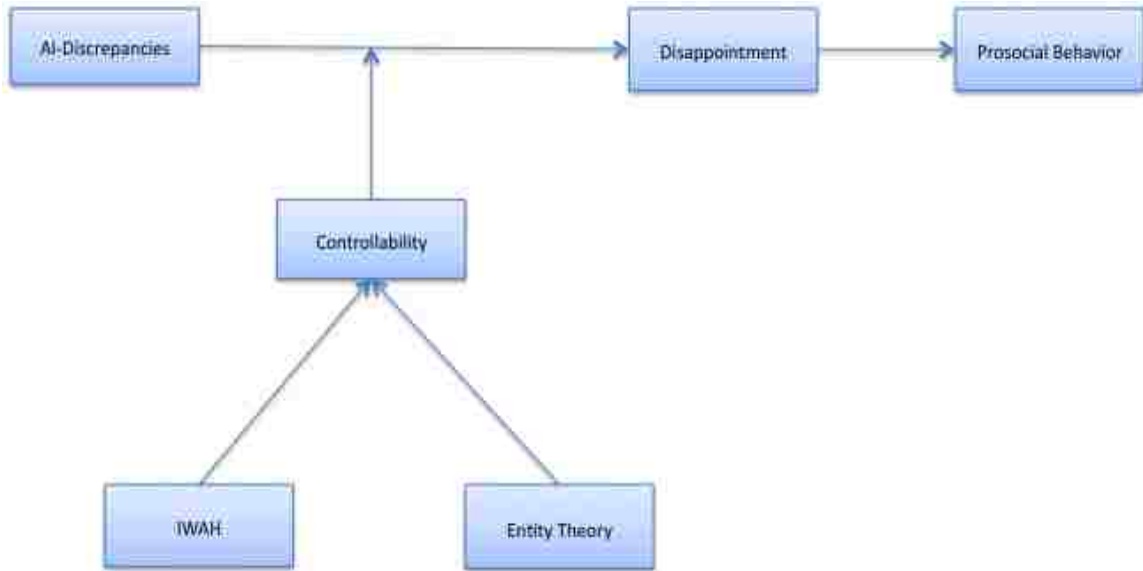 AI-Discrepancies
Disappointment
Prosocial Behavior
Controllability
IWAH
Entity Theory